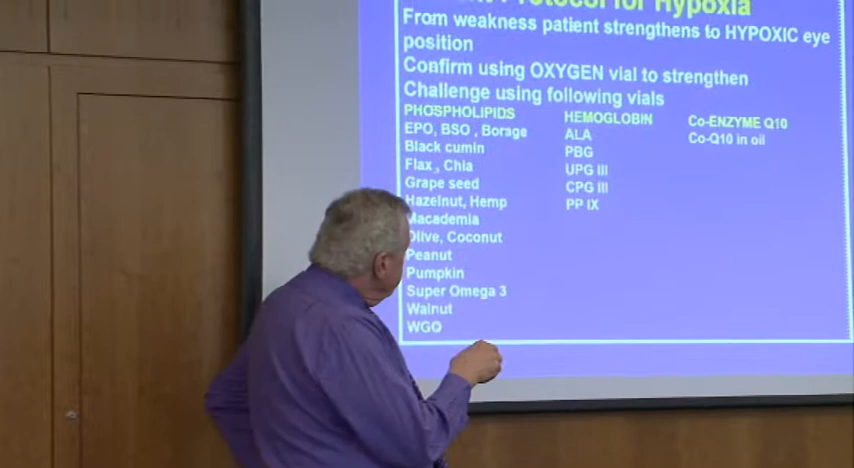 Protocol for Hypoxia
From weakness patient strengthens to HYPOXIC eye
position
Confirm using OXYGEN vial to re-strengthen
Challenge using following vials
PHOSPHOLIPIDS
EPO, BSO , Borage
Black cumin
Flax , Chia
Grape seed
Hazelnut, Hemp
Macademia
Olive, Coconut
Peanut
Pumpkin
Super Omega 3
Walnut
WGO
HEMOGLOBIN
ALA
PBG
UPG III
CPG III
PP IX
Co-ENZYME Q10
Co-Q10 in oil